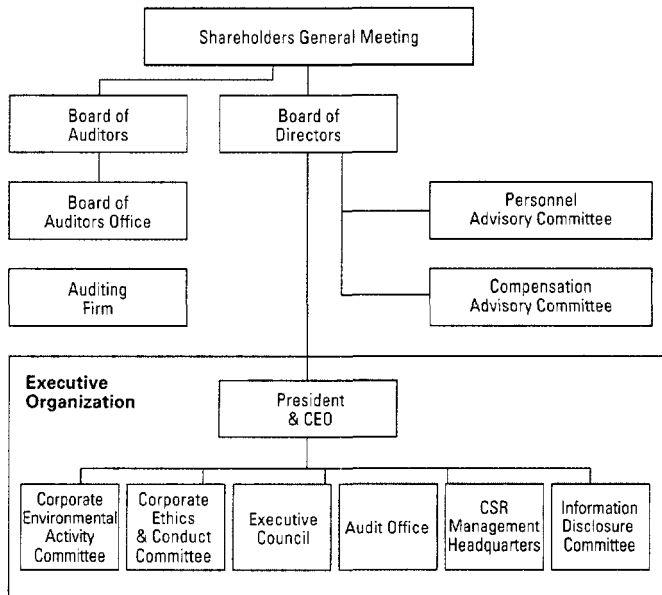 Shareholders General Meeting
Board of
Auditors
Board of
Directors
Board of
Auditors Office
Personnel
Advisory Committee
Auditing
Firm
Compensation
Advisory Committee
Executive
Organization
President
& CEO
Corporate
Environmental
Activity
Committee
Corporate
Ethics
& Conduct
Committee
Executive
Council
Audit Office
CSR
Management
Headquarters
Information
Disclosure
Committee